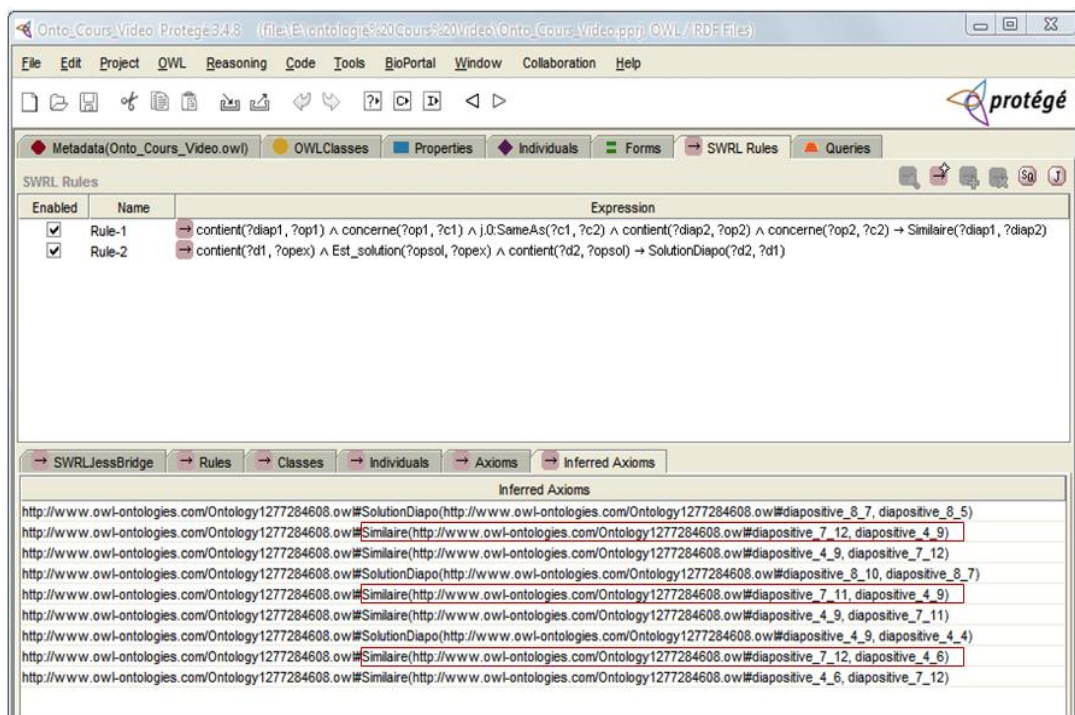 Onto_Cours_Video Protégé 3.4.8 (file:\E:\ontologie%20Cours%20Video\Onto_Cours_Video.pprj, OWL / RDF Files)
File Edit Project OWL Reasoning Code Tools BioPortal Window Collaboration Help
protégé
Metadata(Onto_Cours_Video.owl) OWLClasses Properties Individuals Forms SWRL Rules Queries
SWRL Rules
Enabled Name Expression
Rule-1 → contient(?diap1, ?op1) ∧ concerne(?op1, ?c1) ∧ j.0:SameAs(?c1, ?c2) ∧ contient(?diap2, ?op2) ∧ concerne(?op2, ?c2) → Similaire(?diap1, ?diap2)
Rule-2 → contient(?d1, ?opex) ∧ Est_solution(?opsol, ?opex) ∧ contient(?d2, ?opsol) → SolutionDiapo(?d2, ?d1)
SWRLJessBridge Rules Classes Individuals Axioms Inferred Axioms
Inferred Axioms
http://www.owl-ontologies.com/Ontology1277284608.owl#SolutionDiapo(http://www.owl-ontologies.com/Ontology1277284608.owl#diapositive_8_7, diapositive_8_5)
http://www.owl-ontologies.com/Ontology1277284608.owl#Similaire(http://www.owl-ontologies.com/Ontology1277284608.owl#diapositive_7_12, diapositive_4_9)
http://www.owl-ontologies.com/Ontology1277284608.owl#Similaire(http://www.owl-ontologies.com/Ontology1277284608.owl#diapositive_4_9, diapositive_7_12)
http://www.owl-ontologies.com/Ontology1277284608.owl#SolutionDiapo(http://www.owl-ontologies.com/Ontology1277284608.owl#diapositive_8_10, diapositive_8_7)
http://www.owl-ontologies.com/Ontology1277284608.owl#Similaire(http://www.owl-ontologies.com/Ontology1277284608.owl#diapositive_7_11, diapositive_4_9)
http://www.owl-ontologies.com/Ontology1277284608.owl#Similaire(http://www.owl-ontologies.com/Ontology1277284608.owl#diapositive_4_9, diapositive_7_11)
http://www.owl-ontologies.com/Ontology1277284608.owl#SolutionDiapo(http://www.owl-ontologies.com/Ontology1277284608.owl#diapositive_4_9, diapositive_4_4)
http://www.owl-ontologies.com/Ontology1277284608.owl#Similaire(http://www.owl-ontologies.com/Ontology1277284608.owl#diapositive_7_12, diapositive_4_6)
http://www.owl-ontologies.com/Ontology1277284608.owl#Similaire(http://www.owl-ontologies.com/Ontology1277284608.owl#diapositive_4_6, diapositive_7_12)